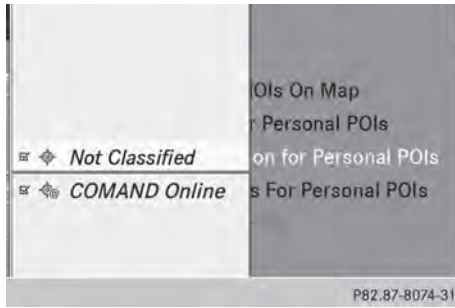 OIs On Map
r Personal POIs
Not Classified on for Personal POIs
COMAND Online s For Personal POIs
P82.87-8074-31